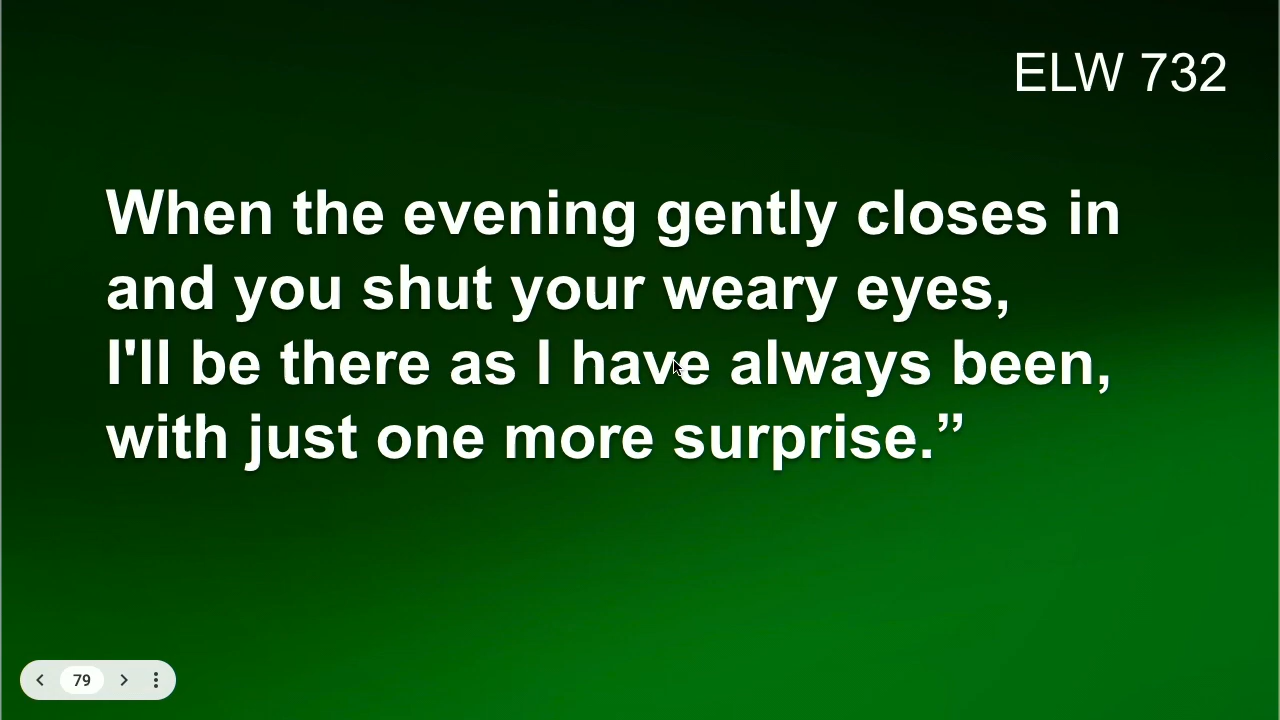 ELW 732
When the evening gently closes in
and you shut your weary eyes,
I'll be there as I have always been,
with just one more surprise.”
79